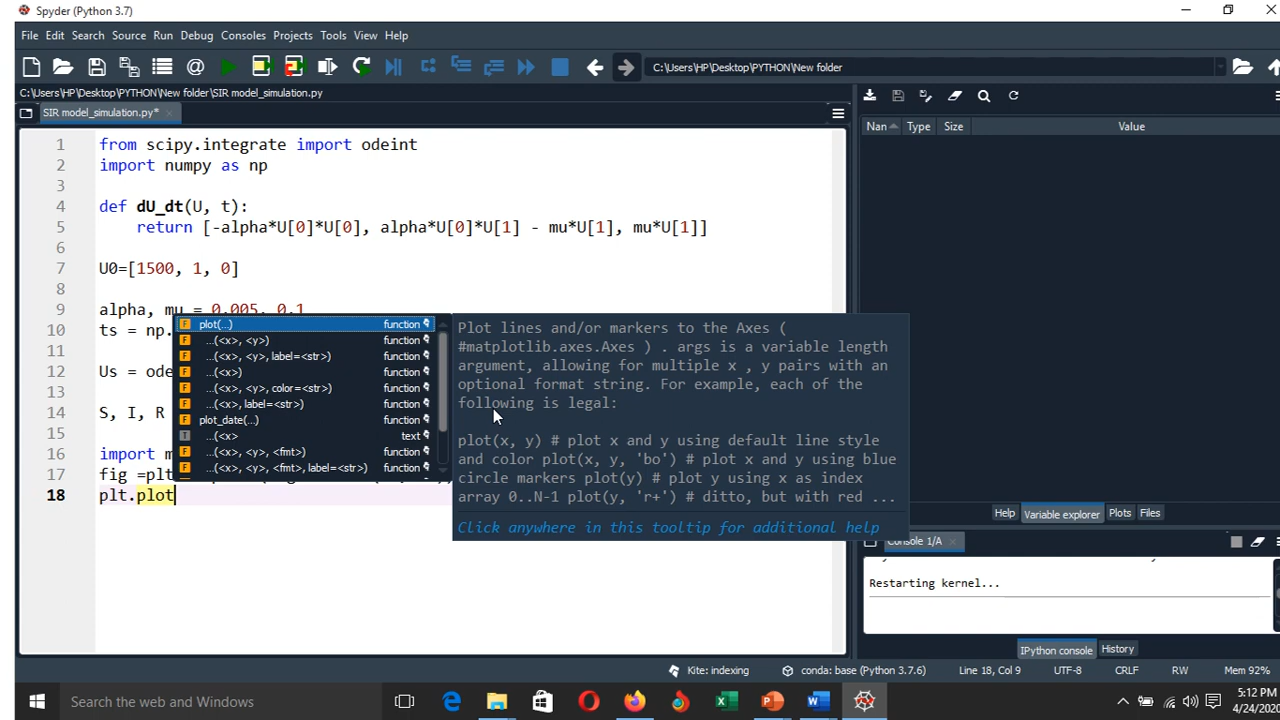 Spyder (Python 3.7)
File Edit Search Source Run Debug Consoles Projects Tools View Help
C:\Users\HP\Desktop\PYTHON\New folder
C:\Users\HP\Desktop\PYTHON\New folder\SIR model_simulation.py
SIR model_simulation.py*
1 from scipy.integrate import odeint
2 import numpy as np
3
4 def dU_dt(U, t):
5 return [-alpha*U[0]*U[0], alpha*U[0]*U[1] - mu*U[1], mu*U[1]]
6
7 U0=[1500, 1, 0]
8
9 alpha, mu = 0.005, 0.1
10 ts = np.
11
12 Us = ode
13
14 S, I, R
15
16 import m
17 fig =plt
18 plt.plot
plot(...) function
...(<x>, <y>) function
...(<x>, <y>, label=<str>) function
...(<x>) function
...(<x>, <y>, color=<str>) function
...(<x>, label=<str>) function
plot_date(...) function
...(<x> text
...(<x>, <y>, <fmt>) function
...(<x>, <y>, <fmt>, label=<str>) function
Plot lines and/or markers to the Axes (
#matplotlib.axes.Axes ) . args is a variable length
argument, allowing for multiple x , y pairs with an
optional format string. For example, each of the
following is legal:
plot(x, y) # plot x and y using default line style
and color plot(x, y, 'bo') # plot x and y using blue
circle markers plot(y) # plot y using x as index
array 0..N-1 plot(y, 'r+') # ditto, but with red ...
Click anywhere in this tooltip for additional help
Nan Type Size Value
Help Variable explorer Plots Files
Console 1/A
Restarting kernel...
IPython console History
Kite: indexing conda: base (Python 3.7.6) Line 18, Col 9 UTF-8 CRLF RW Mem 92%
Search the web and Windows
5:12 PM
4/24/202